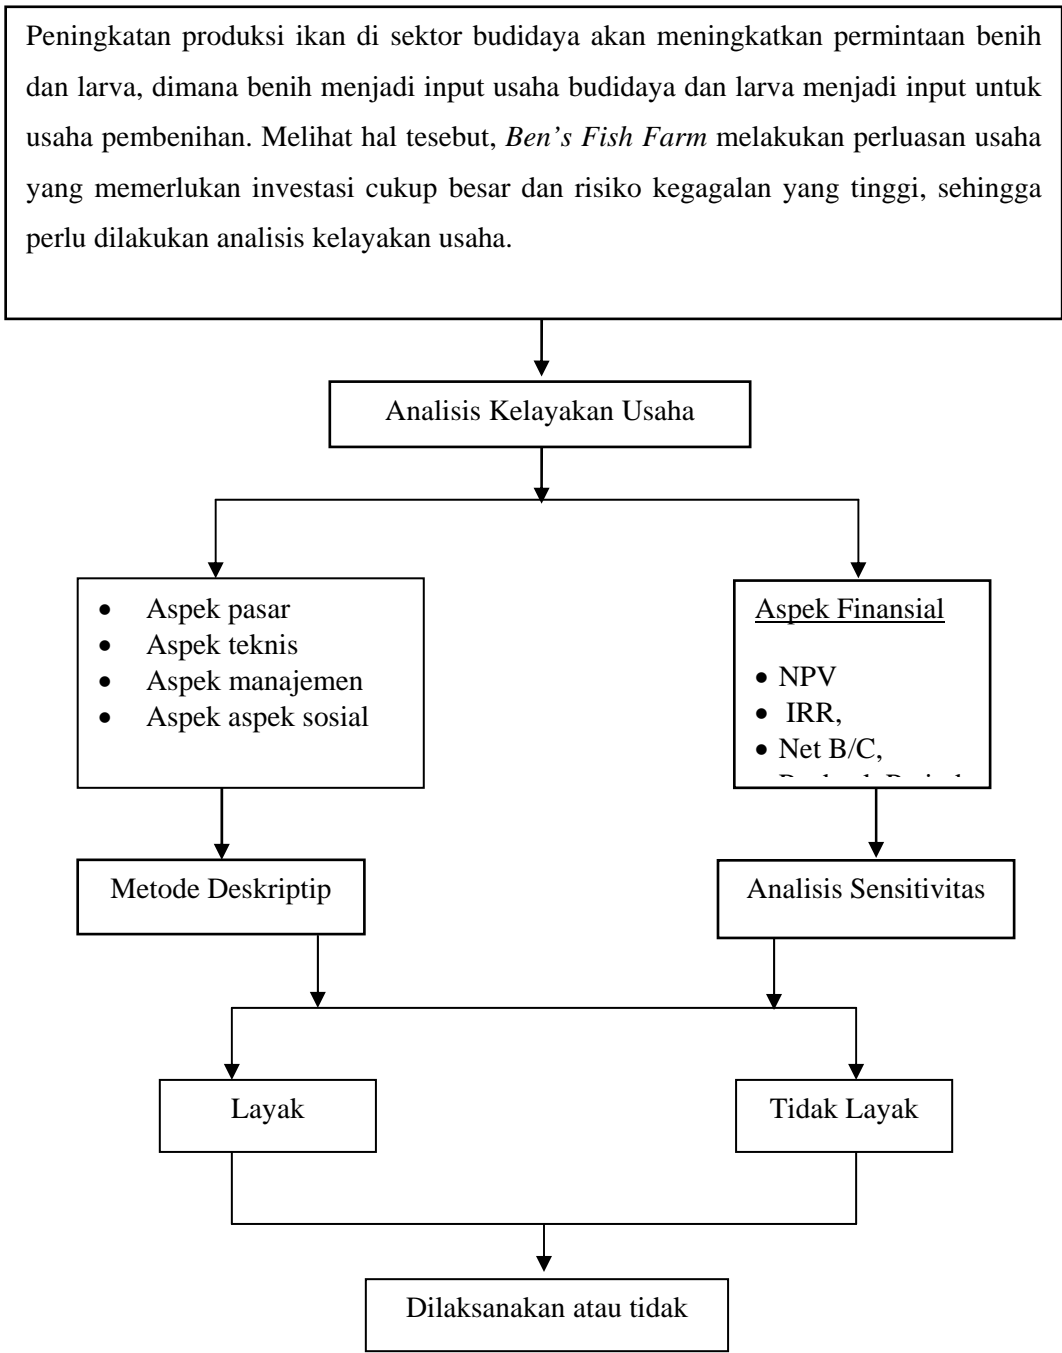 Peningkatan produksi ikan di sektor budidaya akan meningkatkan permintaan benih
dan larva, dimana benih menjadi input usaha budidaya dan larva menjadi input untuk
usaha pembenihan. Melihat hal tesebut, Ben’s Fish Farm melakukan perluasan usaha
yang memerlukan investasi cukup besar dan risiko kegagalan yang tinggi, sehingga
perlu dilakukan analisis kelayakan usaha.
Analisis Kelayakan Usaha
• Aspek pasar
• Aspek teknis
• Aspek manajemen
• Aspek aspek sosial
Aspek Finansial
• NPV
• IRR,
• Net B/C,
Metode Deskriptip
Analisis Sensitivitas
Layak
Tidak Layak
Dilaksanakan atau tidak